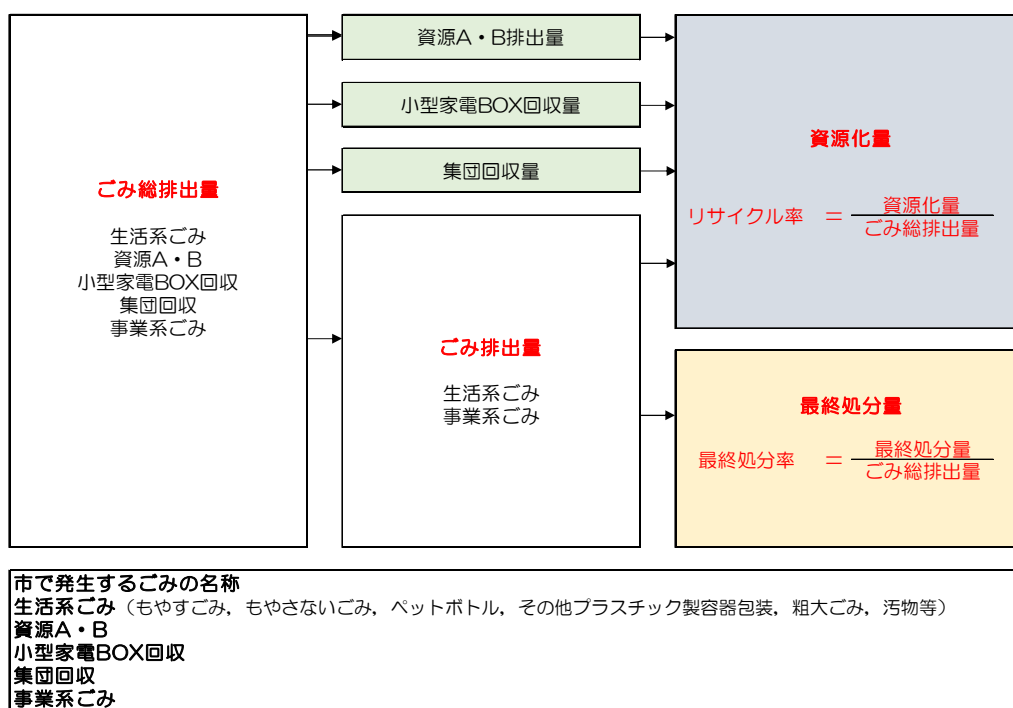 ごみ総排出量
生活系ごみ
資源A・B
小型家電BOX回収
集団回収
事業系ごみ
資源A・B排出量
小型家電BOX回収量
集団回収量
ごみ排出量
生活系ごみ
事業系ごみ
資源化量
リサイクル率 = 資源化量
ごみ総排出量
最終処分量
最終処分率 = 最終処分量
ごみ総排出量
市で発生するごみの名称
生活系ごみ（もやすごみ，もやさないごみ，ペットボトル，その他プラスチック製容器包装，粗大ごみ，汚物等）
資源A・B
小型家電BOX回収
集団回収
事業系ごみ